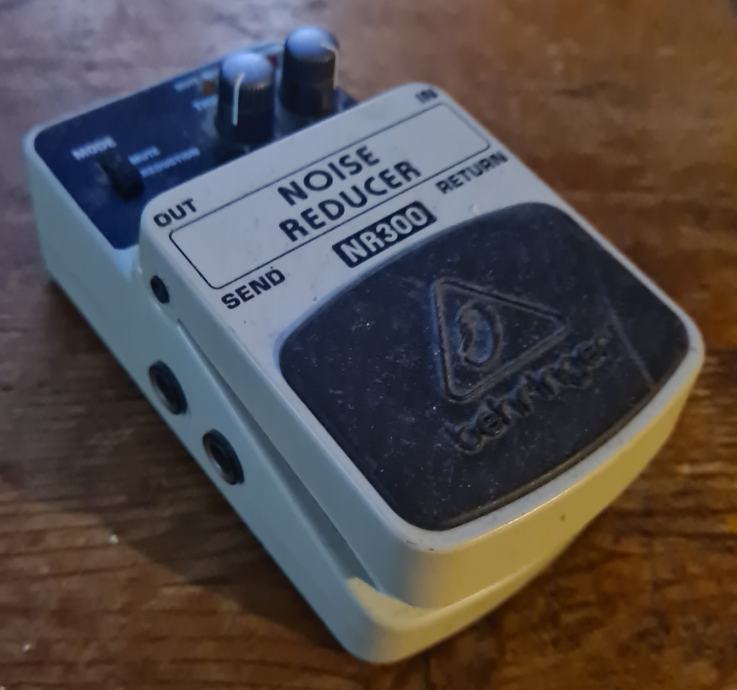 MODE
MUTE
REDUCTION
OUT
IN
NOISE
REDUCER
SEND
NR300
RETURN
behringer